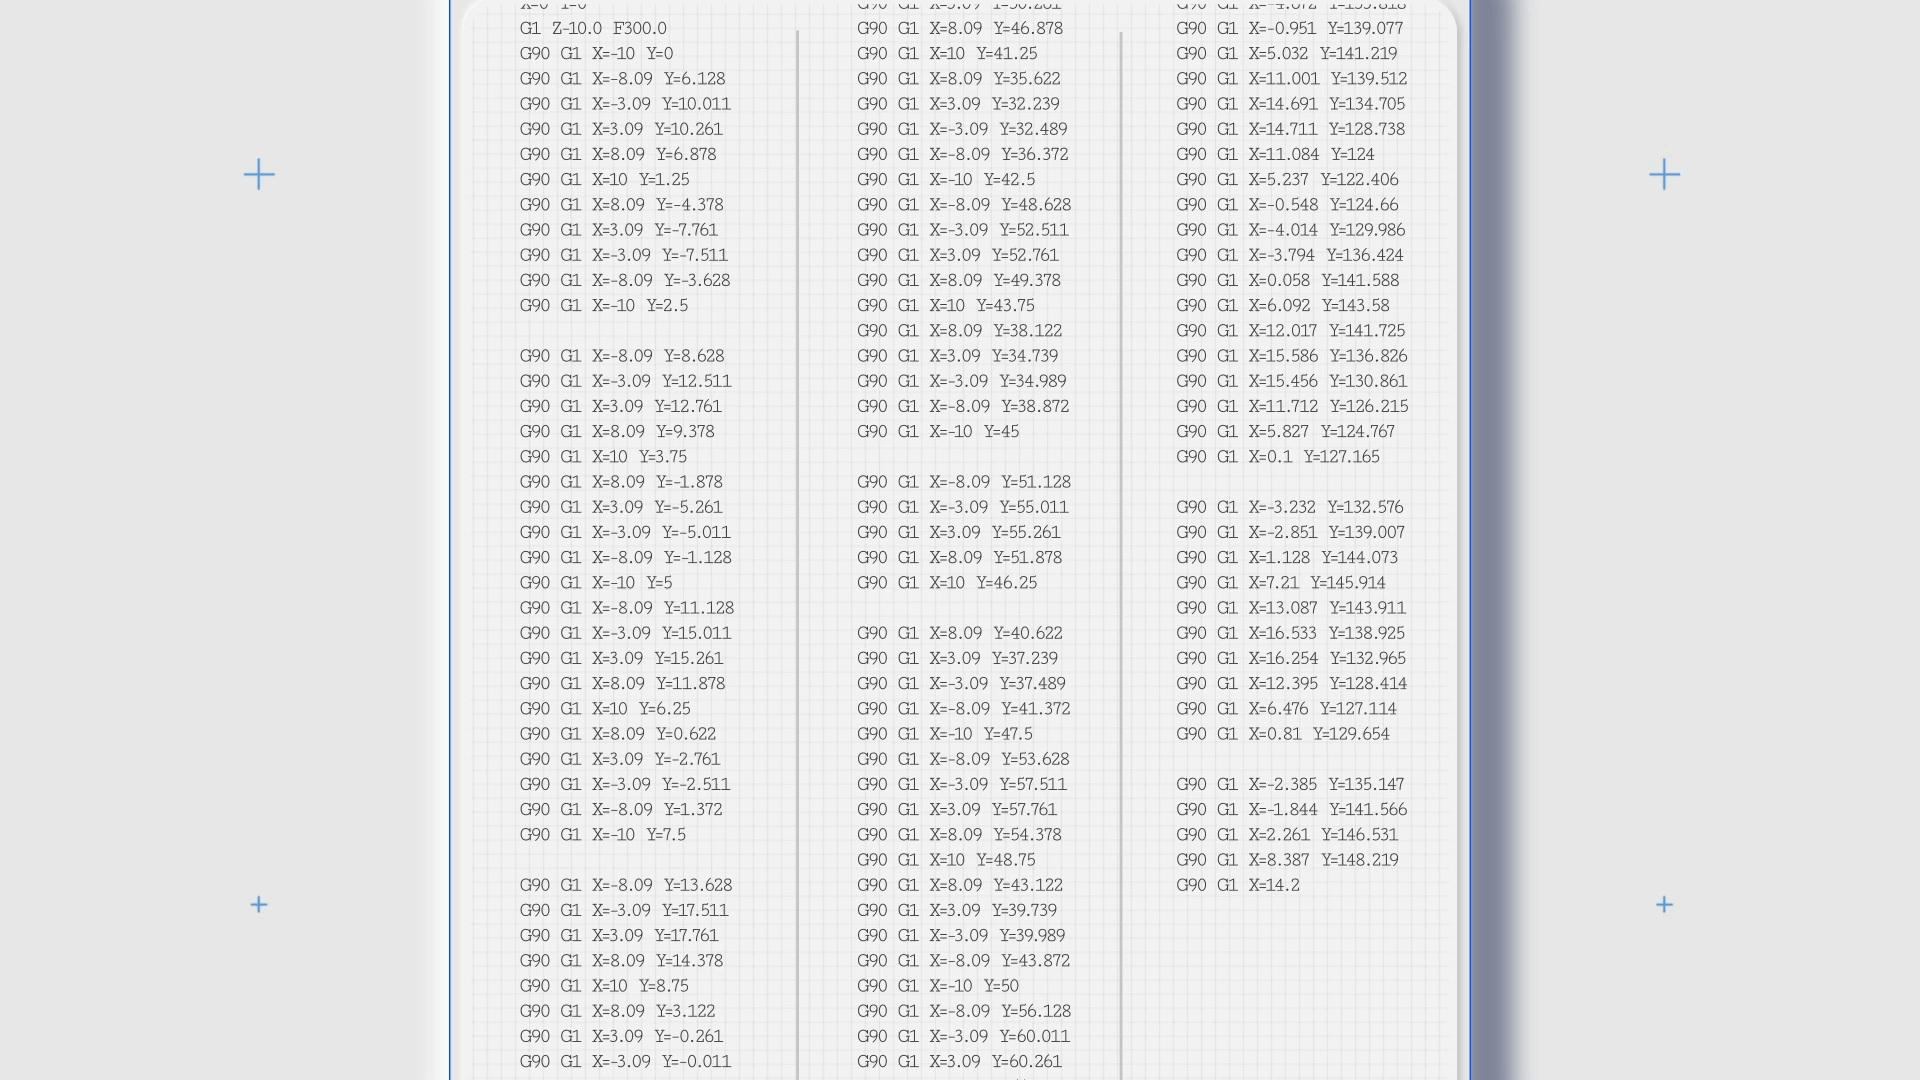 G1 Z-10.0 F300.0
G90 G1 X=-10 Y=0
G90 G1 X=-8.09 Y=6.128
G90 G1 X=-3.09 Y=10.011
G90 G1 X=3.09 Y=10.261
G90 G1 X=8.09 Y=6.878
G90 G1 X=10 Y=1.25
G90 G1 X=8.09 Y=-4.378
G90 G1 X=3.09 Y=-7.761
G90 G1 X=-3.09 Y=-7.511
G90 G1 X=-8.09 Y=-3.628
G90 G1 X=-10 Y=2.5
G90 G1 X=-8.09 Y=8.628
G90 G1 X=-3.09 Y=12.511
G90 G1 X=3.09 Y=12.761
G90 G1 X=8.09 Y=9.378
G90 G1 X=10 Y=3.75
G90 G1 X=8.09 Y=-1.878
G90 G1 X=3.09 Y=-5.261
G90 G1 X=-3.09 Y=-5.011
G90 G1 X=-8.09 Y=-1.128
G90 G1 X=-10 Y=5
G90 G1 X=-8.09 Y=11.128
G90 G1 X=-3.09 Y=15.011
G90 G1 X=3.09 Y=15.261
G90 G1 X=8.09 Y=11.878
G90 G1 X=10 Y=6.25
G90 G1 X=8.09 Y=0.622
G90 G1 X=3.09 Y=-2.761
G90 G1 X=-3.09 Y=-2.511
G90 G1 X=-8.09 Y=1.372
G90 G1 X=-10 Y=7.5
G90 G1 X=-8.09 Y=13.628
G90 G1 X=-3.09 Y=17.511
G90 G1 X=3.09 Y=17.761
G90 G1 X=8.09 Y=14.378
G90 G1 X=10 Y=8.75
G90 G1 X=8.09 Y=3.122
G90 G1 X=3.09 Y=-0.261
G90 G1 X=-3.09 Y=-0.011
G90 G1 X=8.09 Y=46.878
G90 G1 X=10 Y=41.25
G90 G1 X=8.09 Y=35.622
G90 G1 X=3.09 Y=32.239
G90 G1 X=-3.09 Y=32.489
G90 G1 X=-8.09 Y=36.372
G90 G1 X=-10 Y=42.5
G90 G1 X=-8.09 Y=48.628
G90 G1 X=-3.09 Y=52.511
G90 G1 X=3.09 Y=52.761
G90 G1 X=8.09 Y=49.378
G90 G1 X=10 Y=43.75
G90 G1 X=8.09 Y=38.122
G90 G1 X=3.09 Y=34.739
G90 G1 X=-3.09 Y=34.989
G90 G1 X=-8.09 Y=38.872
G90 G1 X=-10 Y=45
G90 G1 X=-8.09 Y=51.128
G90 G1 X=-3.09 Y=55.011
G90 G1 X=3.09 Y=55.261
G90 G1 X=8.09 Y=51.878
G90 G1 X=10 Y=46.25
G90 G1 X=8.09 Y=40.622
G90 G1 X=3.09 Y=37.239
G90 G1 X=-3.09 Y=37.489
G90 G1 X=-8.09 Y=41.372
G90 G1 X=-10 Y=47.5
G90 G1 X=-8.09 Y=53.628
G90 G1 X=-3.09 Y=57.511
G90 G1 X=3.09 Y=57.761
G90 G1 X=8.09 Y=54.378
G90 G1 X=10 Y=48.75
G90 G1 X=8.09 Y=43.122
G90 G1 X=3.09 Y=39.739
G90 G1 X=-3.09 Y=39.989
G90 G1 X=-8.09 Y=43.872
G90 G1 X=-10 Y=50
G90 G1 X=-8.09 Y=56.128
G90 G1 X=-3.09 Y=60.011
G90 G1 X=3.09 Y=60.261
G90 G1 X=-0.951 Y=139.077
G90 G1 X=5.032 Y=141.219
G90 G1 X=11.001 Y=139.512
G90 G1 X=14.691 Y=134.705
G90 G1 X=14.711 Y=128.738
G90 G1 X=11.084 Y=124
G90 G1 X=5.237 Y=122.406
G90 G1 X=-0.548 Y=124.66
G90 G1 X=-4.014 Y=129.986
G90 G1 X=-3.794 Y=136.424
G90 G1 X=0.058 Y=141.588
G90 G1 X=6.092 Y=143.58
G90 G1 X=12.017 Y=141.725
G90 G1 X=15.586 Y=136.826
G90 G1 X=15.456 Y=130.861
G90 G1 X=11.712 Y=126.215
G90 G1 X=5.827 Y=124.767
G90 G1 X=0.1 Y=127.165
G90 G1 X=-3.232 Y=132.576
G90 G1 X=-2.851 Y=139.007
G90 G1 X=1.128 Y=144.073
G90 G1 X=7.21 Y=145.914
G90 G1 X=13.087 Y=143.911
G90 G1 X=16.533 Y=138.925
G90 G1 X=16.254 Y=132.965
G90 G1 X=12.395 Y=128.414
G90 G1 X=6.476 Y=127.114
G90 G1 X=0.81 Y=129.654
G90 G1 X=-2.385 Y=135.147
G90 G1 X=-1.844 Y=141.566
G90 G1 X=2.261 Y=146.531
G90 G1 X=8.387 Y=148.219
G90 G1 X=14.2